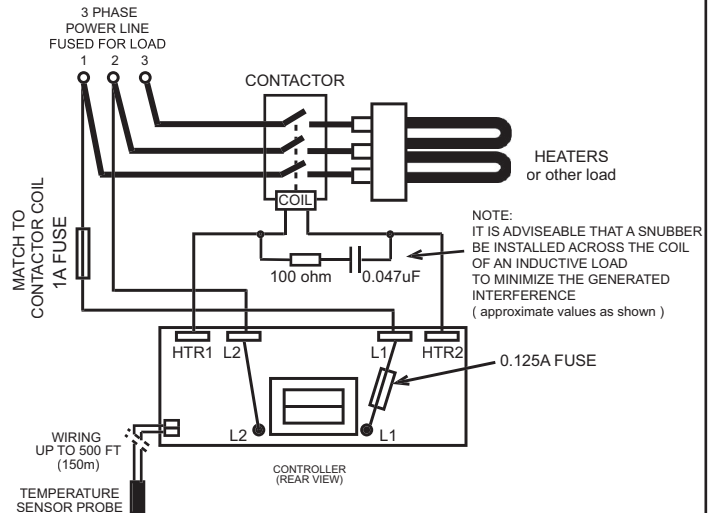 3 PHASE
POWER LINE
FUSED FOR LOAD
1 2 3
CONTACTOR
HEATERS
or other load
COIL
MATCH TO
CONTACTOR COIL
1A FUSE
NOTE:
IT IS ADVISEABLE THAT A SNUBBER
BE INSTALLED ACROSS THE COIL
OF AN INDUCTIVE LOAD
TO MINIMIZE THE GENERATED
INTERFERENCE
( approximate values as shown )
100 ohm 0.047uF
HTR1 L2 L1 HTR2
0.125A FUSE
L2 L1
WIRING
UP TO 500 FT
(150m)
CONTROLLER
(REAR VIEW)
TEMPERATURE
SENSOR PROBE